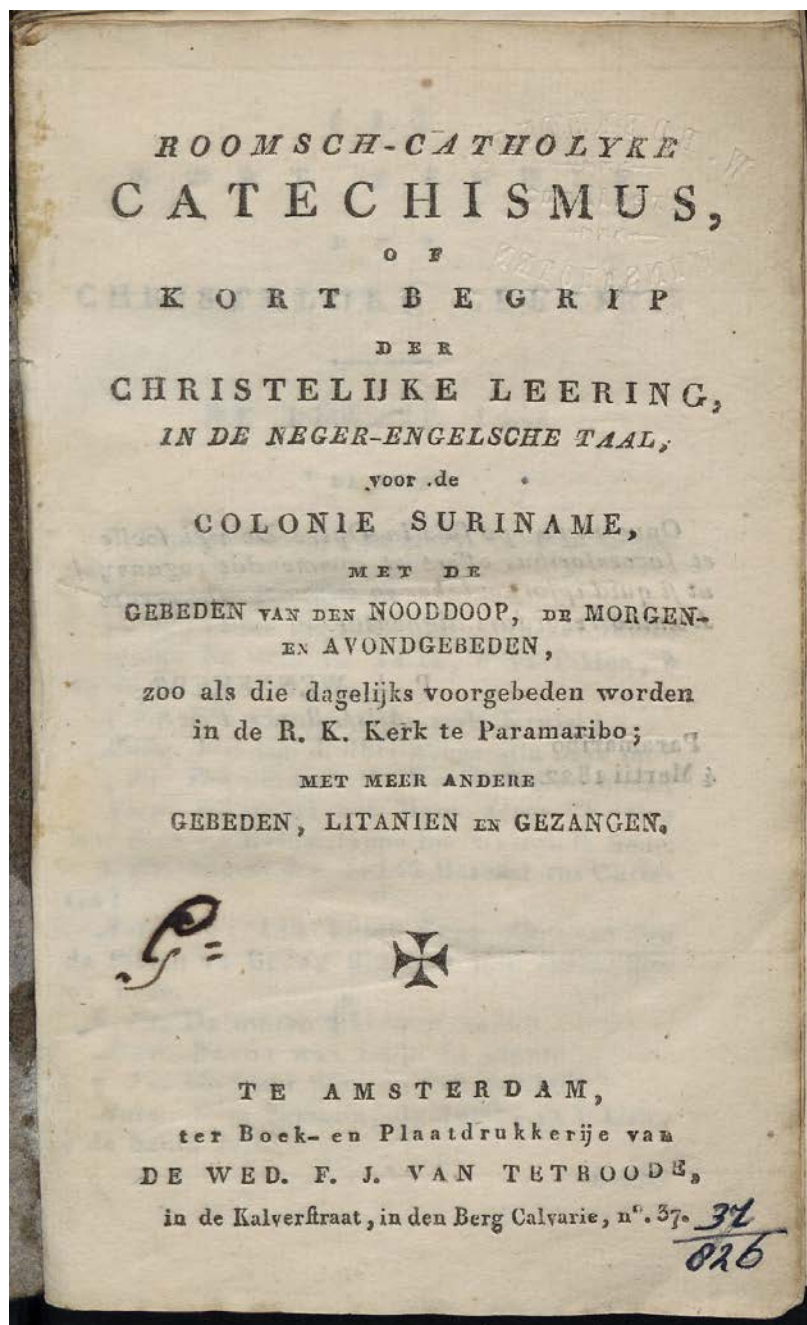 ROOMSCH-CATHOLYKE
CATECHISMUS,
OF
KORT BEGRIP
DER
CHRISTELIJKE LEERING,
IN DE NEGER-ENGELSCHE TAAL,
voor de
COLONIE SURINAME,
MET DE
GEBEDEN VAN DEN NOODDOOP, DE MORGEN-
EN AVONDGEBEDEN,
zoo als die dagelijks voorgebeden worden
in de R. K. Kerk te Paramaribo;
MET MEER ANDERE
GEBEDEN, LITANIEN EN GEZANGEN.
TE AMSTERDAM,
ter Boek- en Plaatdrukkerije van
DE WED. F. J. VAN TETROODE,
in de Kalverſtraat, in den Berg Calvarie, nº. 37.
37
826